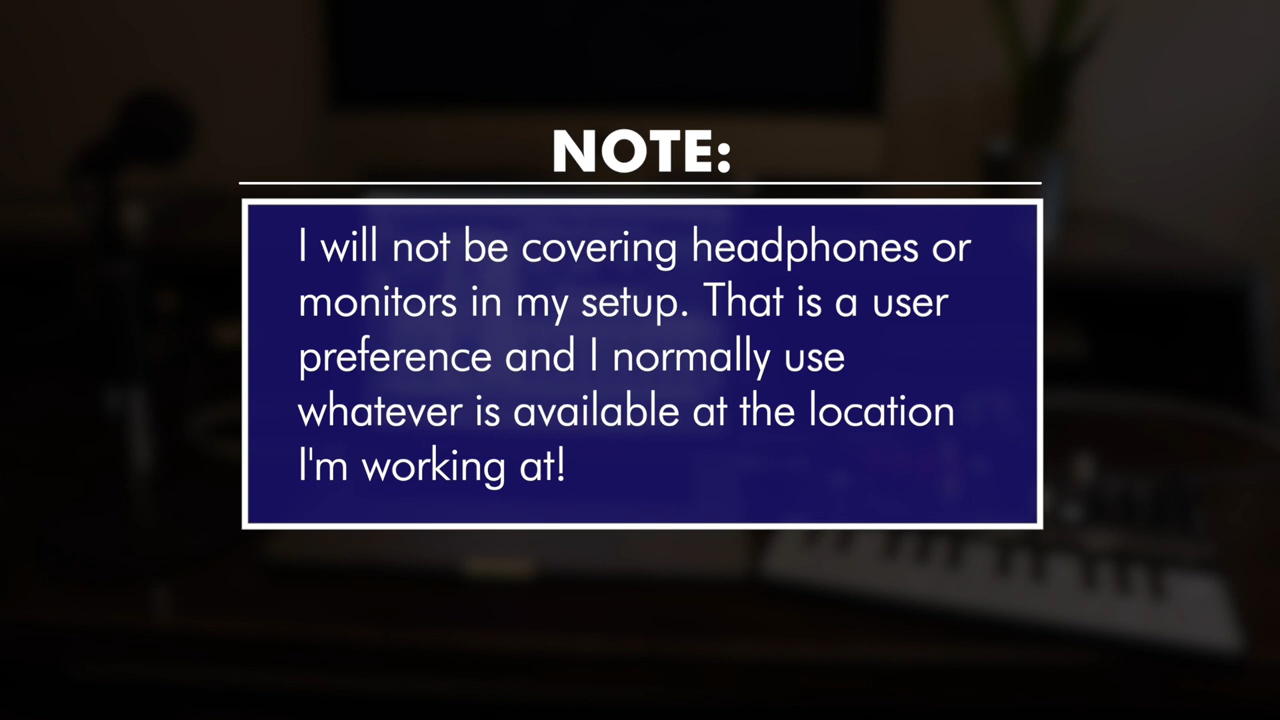 NOTE:
I will not be covering headphones or
monitors in my setup. That is a user
preference and I normally use
whatever is available at the location
I'm working at!